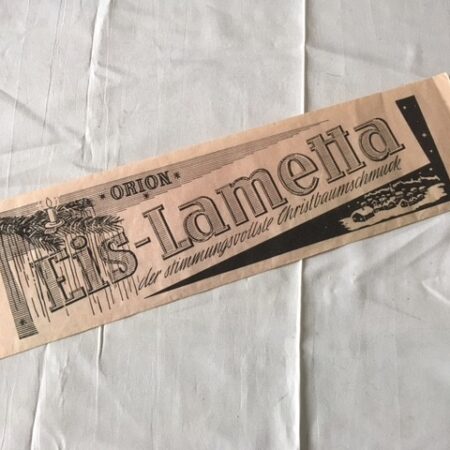 · ORION ·
Eis-Lametta
der stimmungsvollste Christbaumschmuck